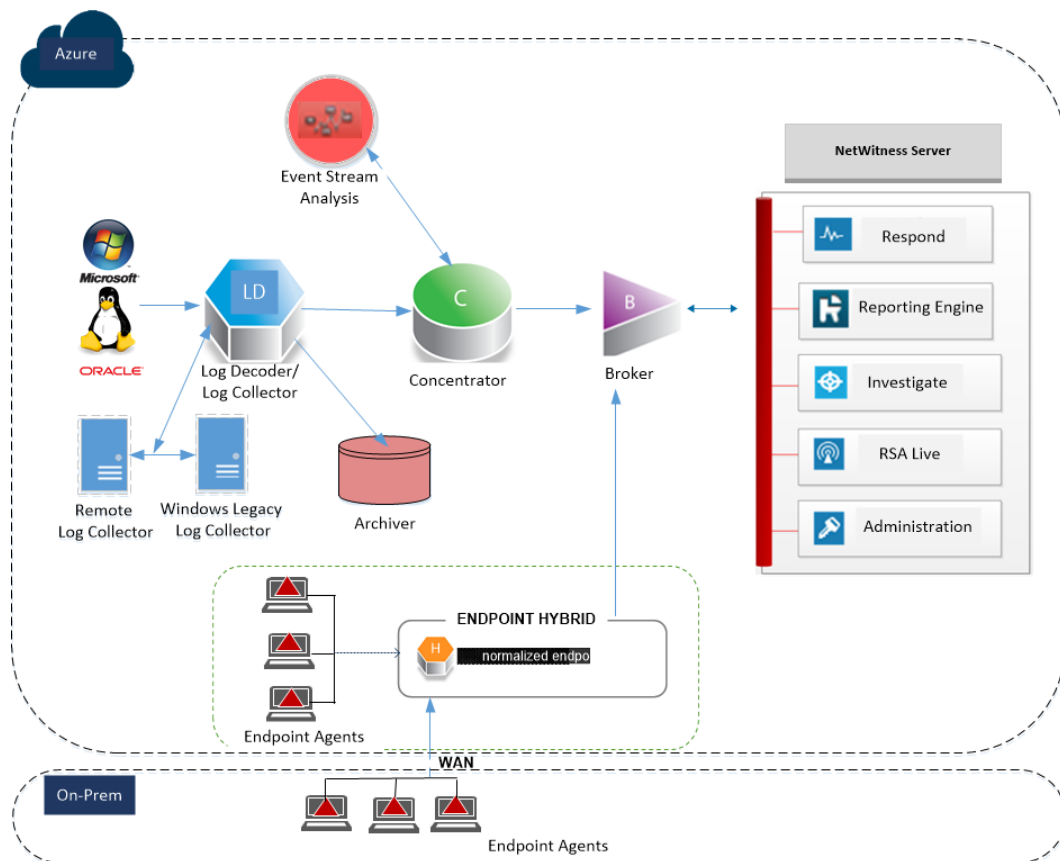 Azure
NetWitness Server
Event Stream
Analysis
Respond
Microsoft
LD
C
B
Reporting Engine
ORACLE
Log Decoder/
Log Collector
Concentrator
Broker
Investigate
RSA Live
Remote
Log Collector
Windows Legacy
Log Collector
Archiver
Administration
ENDPOINT HYBRID
H
normalized endpo
Endpoint Agents
WAN
On-Prem
Endpoint Agents